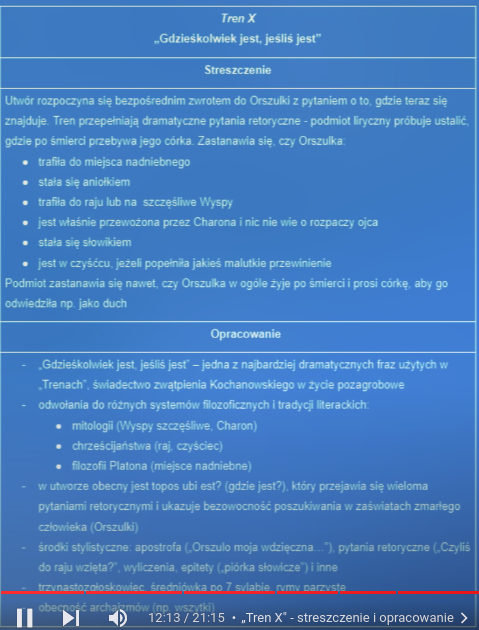 Tren X
„Gdzieśkolwiek jest, jeśliś jest”
Streszczenie
Utwór rozpoczyna się bezpośrednim zwrotem do Orszulki z pytaniem o to, gdzie teraz się
znajduje. Tren przepełniają dramatyczne pytania retoryczne - podmiot liryczny próbuje ustalić,
gdzie po śmierci przebywa jego córka. Zastanawia się, czy Orszulka:
● trafiła do miejsca nadniebnego
● stała się aniołkiem
● trafiła do raju lub na szczęśliwe Wyspy
● jest właśnie przewożona przez Charona i nic nie wie o rozpaczy ojca
● stała się słowikiem
● jest w czyśćcu, jeżeli popełniła jakieś malutkie przewinienie
Podmiot zastanawia się nawet, czy Orszulka w ogóle żyje po śmierci i prosi córkę, aby go
odwiedziła np. jako duch
Opracowanie
- „Gdzieśkolwiek jest, jeśliś jest” – jedna z najbardziej dramatycznych fraz użytych w
„Trenach”, świadectwo zwątpienia Kochanowskiego w życie pozagrobowe
- odwołania do różnych systemów filozoficznych i tradycji literackich:
● mitologii (Wyspy szczęśliwe, Charon)
● chrześcijaństwa (raj, czyściec)
● filozofii Platona (miejsce nadniebne)
- w utworze obecny jest topos ubi est? (gdzie jest?), który przejawia się wieloma
pytaniami retorycznymi i ukazuje bezowocność poszukiwania w zaświatach zmarłego
człowieka (Orszulki)
- środki stylistyczne: apostrofa („Orszulo moja wdzięczna...”), pytania retoryczne („Czyliś
do raju wzięta?”, wyliczenia, epitety („piórka słowicze”) i inne
- trzynastozgłoskowiec, średniówka po 7 sylabie, rymy parzyste
- obecność archaizmów (np. wszytki)
12:13 / 21:15 • „Tren X” - streszczenie i opracowanie